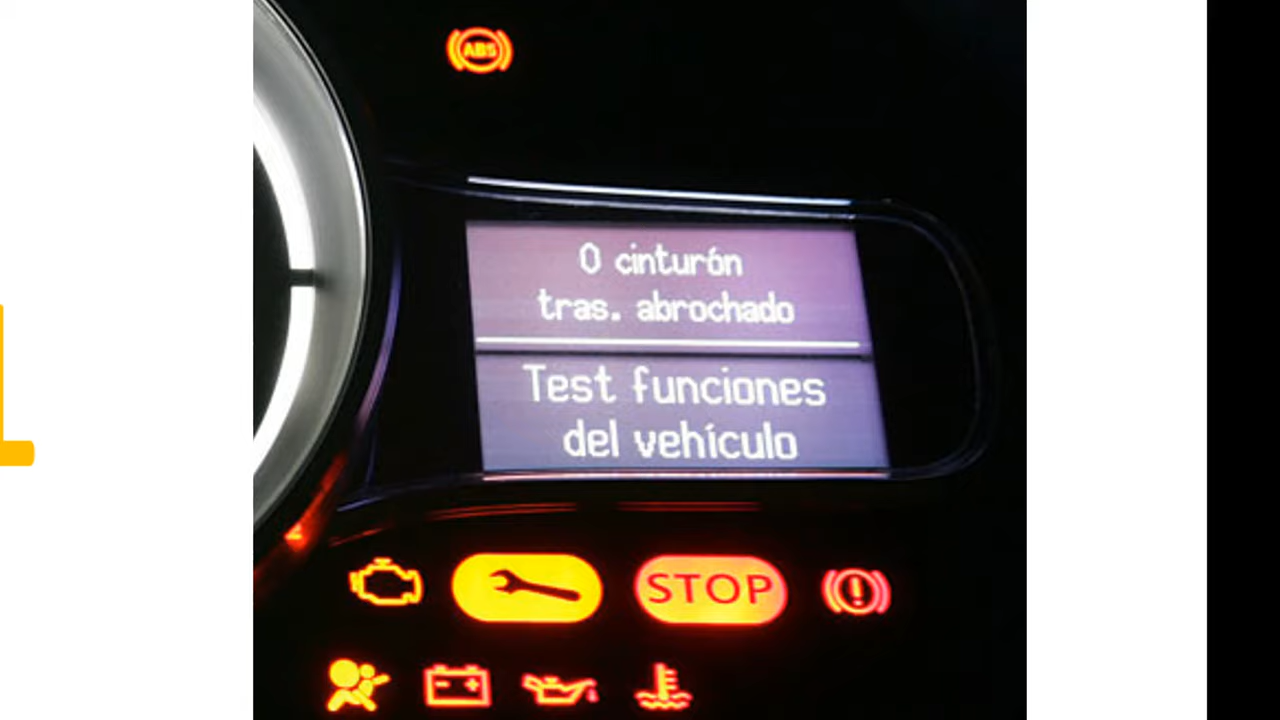 ABS
0 cinturón
tras. abrochado
Test funciones
del vehículo
STOP